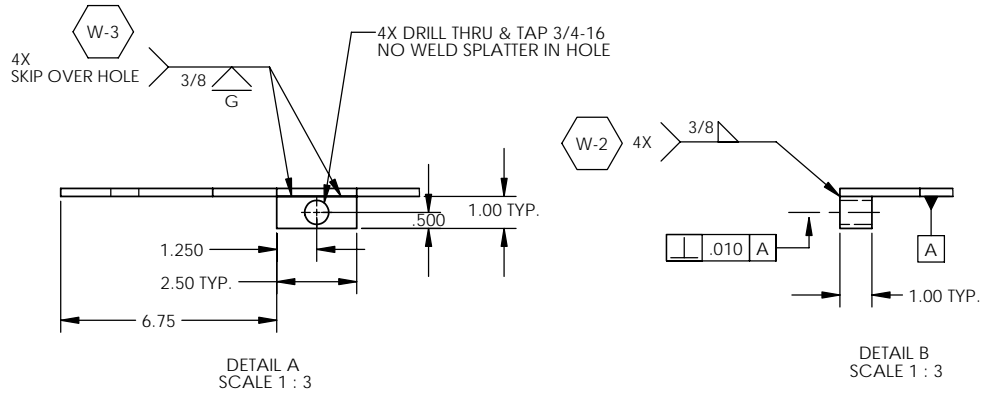 W-3
4X
SKIP OVER HOLE
3/8
G
4X DRILL THRU & TAP 3/4-16
NO WELD SPLATTER IN HOLE
1.00 TYP.
.500
1.250
2.50 TYP.
6.75
DETAIL A
SCALE 1 : 3
W-2
4X
3/8
.010
A
A
1.00 TYP.
DETAIL B
SCALE 1 : 3